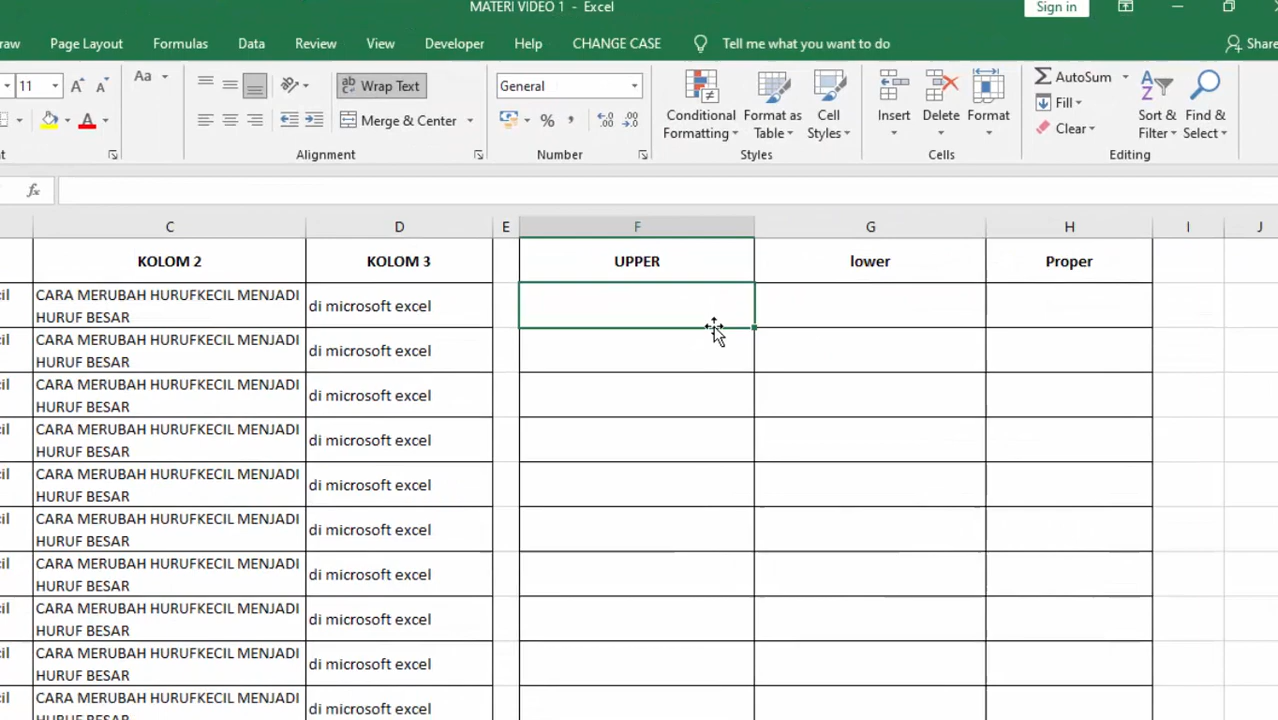 MATERI VIDEO 1 - Excel
Sign in
Page Layout Formulas Data Review View Developer Help CHANGE CASE Tell me what you want to do Share
11 A A Aa ab Wrap Text General
Conditional Formatting Format as Table Cell Styles
Insert Delete Format
AutoSum
Fill
Clear
Sort & Filter Find & Select
A Merge & Center % ,
Alignment Number Styles Cells Editing
fx
C D E F G H I J
KOLOM 2 KOLOM 3 UPPER lower Proper
CARA MERUBAH HURUFKECIL MENJADI
HURUF BESAR
di microsoft excel
CARA MERUBAH HURUFKECIL MENJADI
HURUF BESAR
di microsoft excel
CARA MERUBAH HURUFKECIL MENJADI
HURUF BESAR
di microsoft excel
CARA MERUBAH HURUFKECIL MENJADI
HURUF BESAR
di microsoft excel
CARA MERUBAH HURUFKECIL MENJADI
HURUF BESAR
di microsoft excel
CARA MERUBAH HURUFKECIL MENJADI
HURUF BESAR
di microsoft excel
CARA MERUBAH HURUFKECIL MENJADI
HURUF BESAR
di microsoft excel
CARA MERUBAH HURUFKECIL MENJADI
HURUF BESAR
di microsoft excel
CARA MERUBAH HURUFKECIL MENJADI
HURUF BESAR
di microsoft excel
CARA MERUBAH HURUFKECIL MENJADI
di microsoft excel